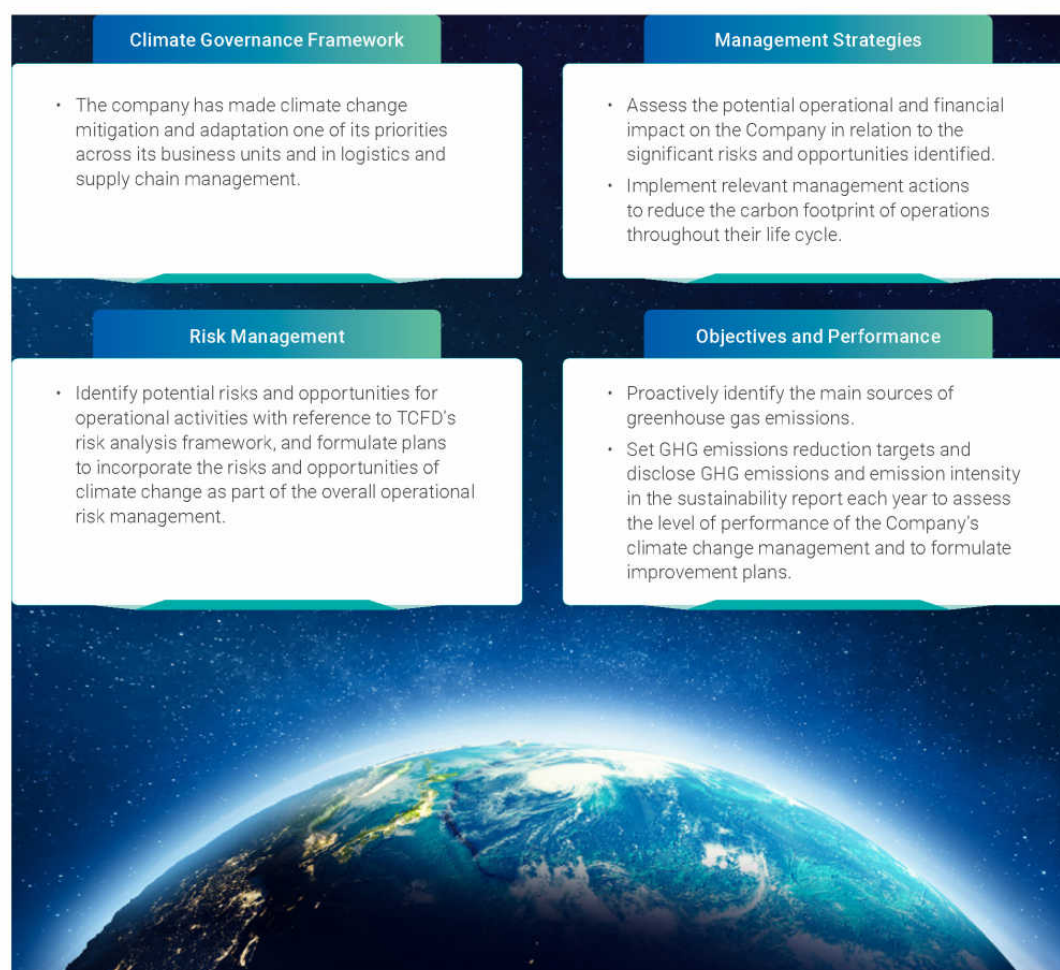 Climate Governance Framework
• The company has made climate change
mitigation and adaptation one of its priorities
across its business units and in logistics and
supply chain management.
Management Strategies
• Assess the potential operational and financial
impact on the Company in relation to the
significant risks and opportunities identified.
• Implement relevant management actions
to reduce the carbon footprint of operations
throughout their life cycle.
Risk Management
• Identify potential risks and opportunities for
operational activities with reference to TCFD's
risk analysis framework, and formulate plans
to incorporate the risks and opportunities of
climate change as part of the overall operational
risk management.
Objectives and Performance
• Proactively identify the main sources of
greenhouse gas emissions.
• Set GHG emissions reduction targets and
disclose GHG emissions and emission intensity
in the sustainability report each year to assess
the level of performance of the Company's
climate change management and to formulate
improvement plans.